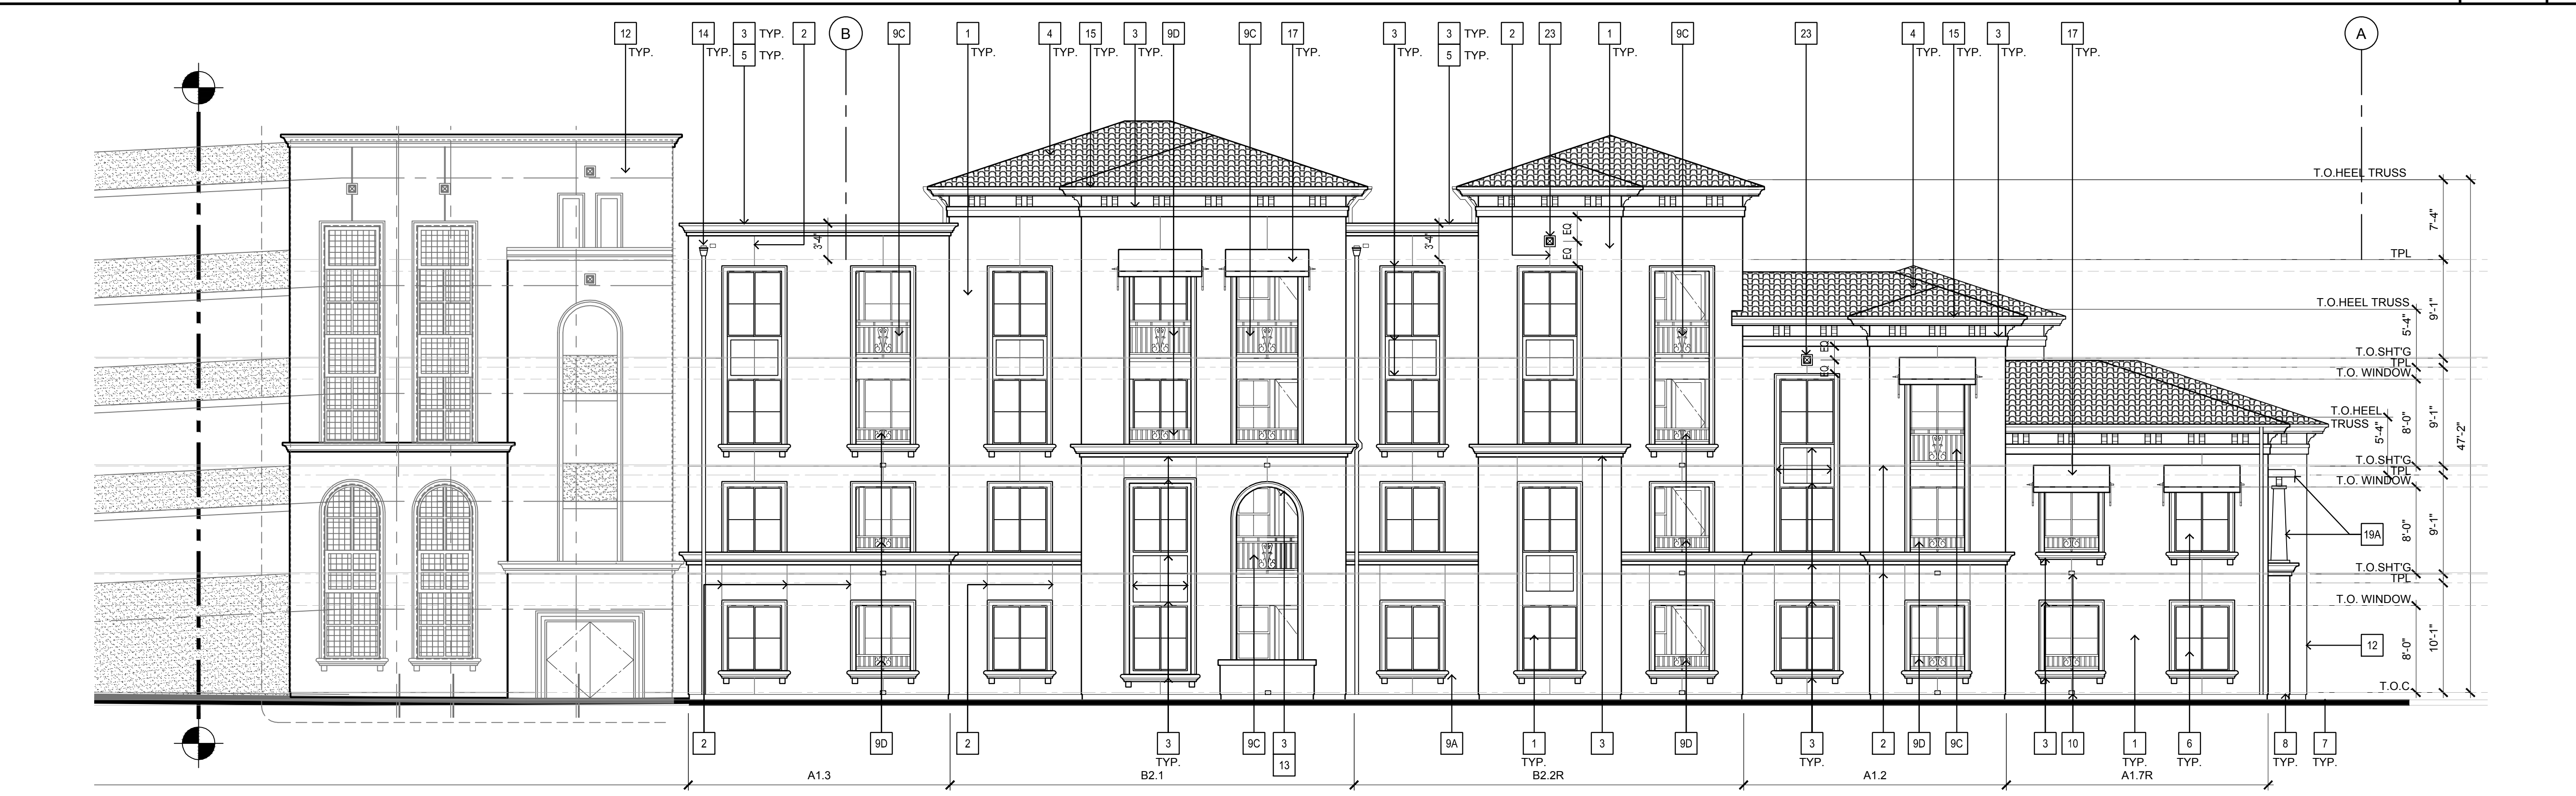 12 TYP.
14 TYP.
3 TYP.
5 TYP.
2
B
9C
1 TYP.
4 TYP.
15 TYP.
3 TYP.
9D
9C
17 TYP.
3 TYP.
3 TYP.
5 TYP.
2
23
1 TYP.
9C
23
4 TYP.
15 TYP.
3 TYP.
17 TYP.
A
T.O.HEEL TRUSS
7'-4"
3'-4"
3'-4"
EQ
EQ
TPL
T.O.HEEL TRUSS
5'-4"
9'-1"
EQ
EQ
T.O.SHT'G
TPL
T.O. WINDOW
T.O.HEEL
TRUSS
5'-4"
8'-0"
9'-1"
47'-2"
T.O.SHT'G
TPL
T.O. WINDOW
19A
8'-0"
9'-1"
T.O.SHT'G
TPL
T.O. WINDOW
12
8'-0"
10'-1"
T.O.C
2
9D
2
3
TYP.
9C
3
13
9A
1
TYP.
3
9D
3
TYP.
2
9D
9C
3
10
1
TYP.
6
TYP.
8
TYP.
7
TYP.
A1.3
B2.1
B2.2R
A1.2
A1.7R